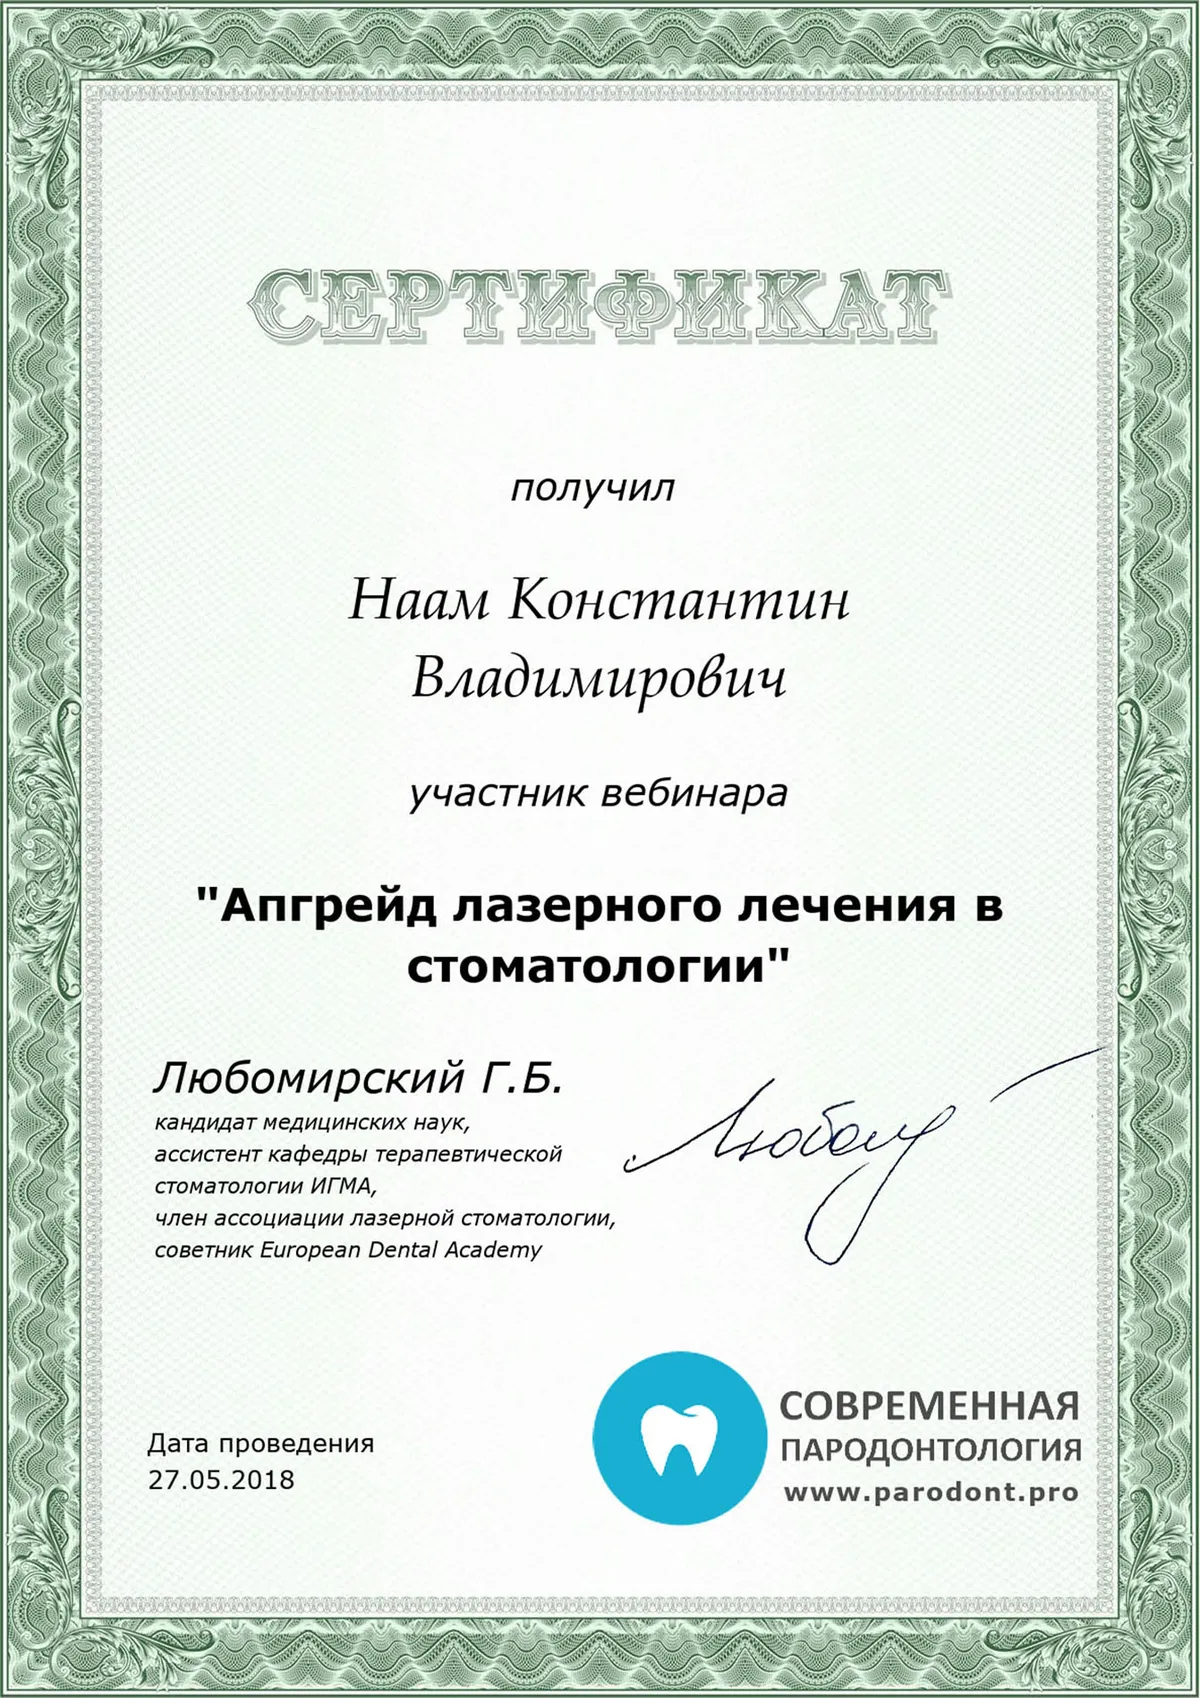 СЕРТИФИКАТ
получил
Наам Константин
Владимирович
участник вебинара
"Апгрейд лазерного лечения в
стоматологии"
Любомирский Г.Б.
кандидат медицинских наук,
ассистент кафедры терапевтической
стоматологии ИГМА,
член ассоциации лазерной стоматологии,
советник European Dental Academy
Дата проведения
27.05.2018
СОВРЕМЕННАЯ
ПАРОДОНТОЛОГИЯ
www.parodont.pro